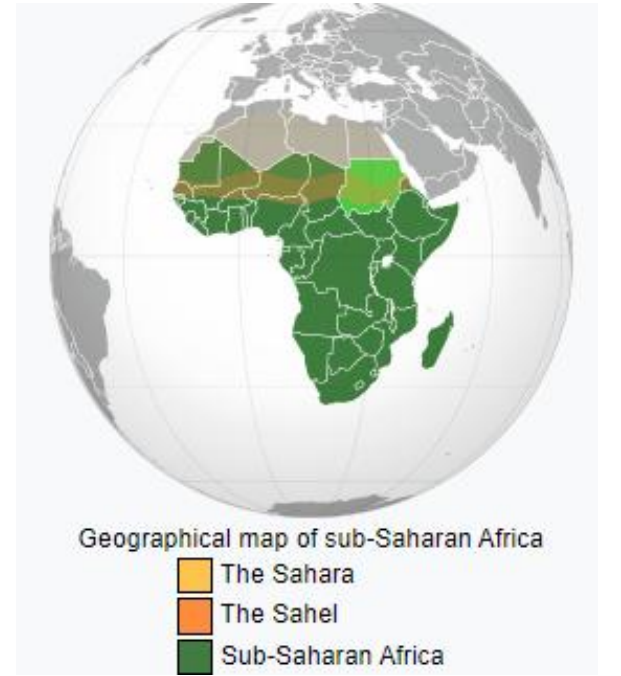 Geographical map of sub-Saharan Africa
The Sahara
The Sahel
Sub-Saharan Africa